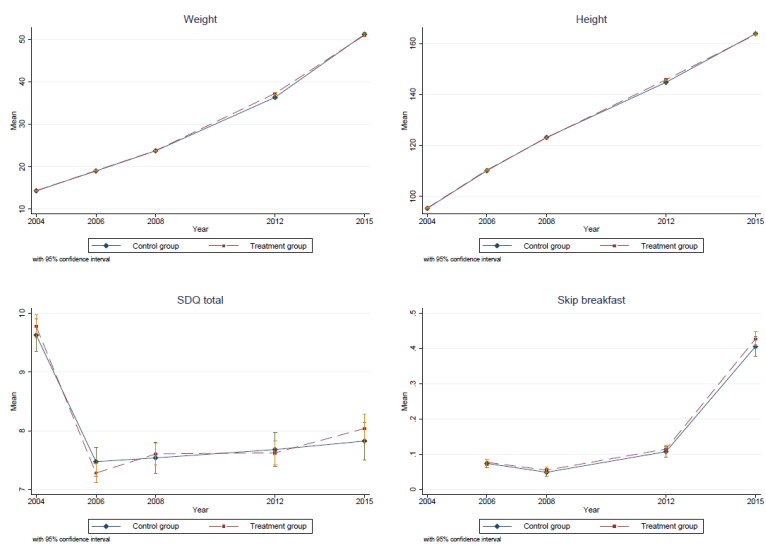 Weight
Mean
50
40
30
20
10
2004 2006 2008 2012 2015
Year
Control group Treatment group
with 95% confidence interval
Height
Mean
160
140
120
100
2004 2006 2008 2012 2015
Year
Control group Treatment group
with 95% confidence interval
SDQ total
Mean
10
9
8
7
2004 2006 2008 2012 2015
Year
Control group Treatment group
with 95% confidence interval
Skip breakfast
Mean
.5
.4
.3
.2
.1
0
2004 2006 2008 2012 2015
Year
Control group Treatment group
with 95% confidence interval